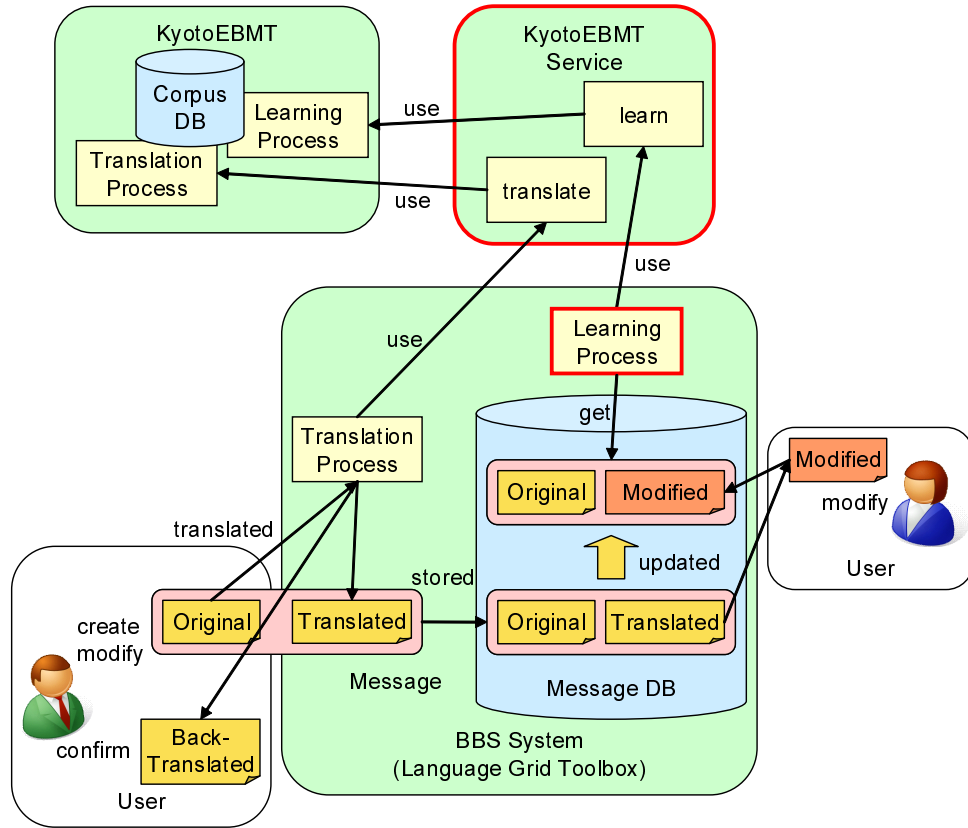 KyotoEBMT
Corpus
DB
Learning
Process
Translation
Process
use
use
KyotoEBMT
Service
learn
translate
use
use
Learning
Process
get
Translation
Process
Original
Modified
Modified
modify
User
translated
stored
updated
Original
Translated
Original
Translated
create
modify
Message
Message DB
confirm
Back-
Translated
User
BBS System
(Language Grid Toolbox)